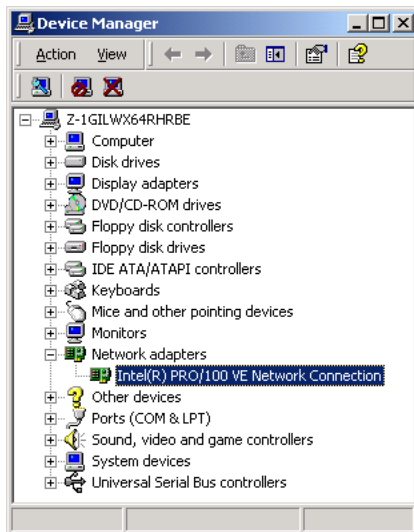 Device Manager
Action View
Z-1GILWX64RHRBE
Computer
Disk drives
Display adapters
DVD/CD-ROM drives
Floppy disk controllers
Floppy disk drives
IDE ATA/ATAPI controllers
Keyboards
Mice and other pointing devices
Monitors
Network adapters
Intel(R) PRO/100 VE Network Connection
Other devices
Ports (COM & LPT)
Sound, video and game controllers
System devices
Universal Serial Bus controllers